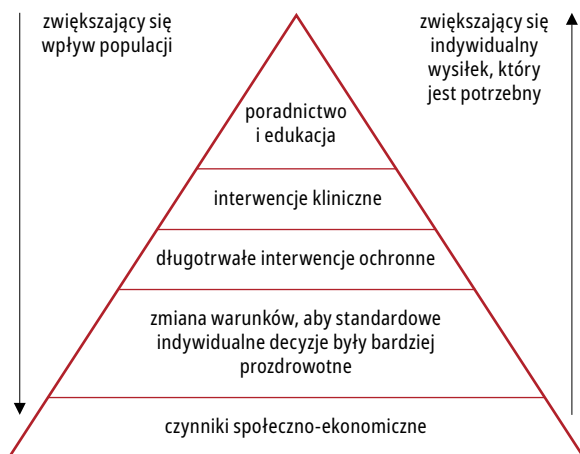 zwiększający się
wpływ populacji
zwiększający się
indywidualny
wysiłek, który
jest potrzebny
poradnictwo
i edukacja
interwencje kliniczne
długotrwałe interwencje ochronne
zmiana warunków, aby standardowe
indywidualne decyzje były bardziej
prozdrowotne
czynniki społeczno-ekonomiczne